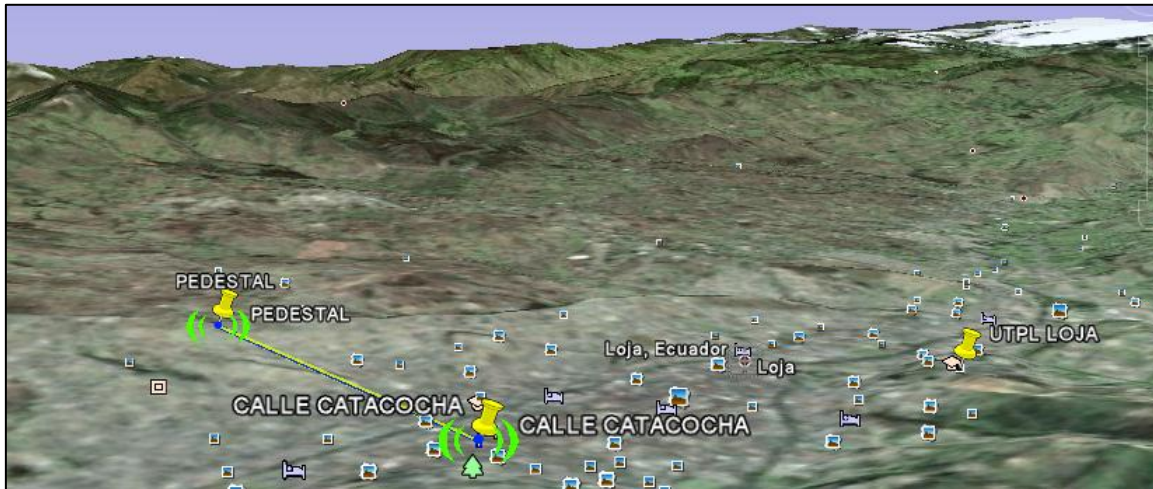 PEDESTAL
PEDESTAL
UTPL LOJA
Loja, Ecuador
Loja
CALLE CATACOCHA
CALLE CATACOCHA